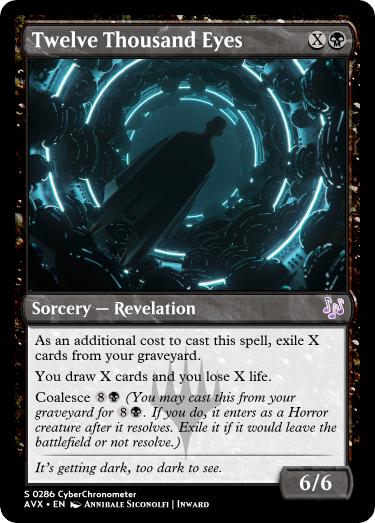 Twelve Thousand Eyes X
Sorcery — Revelation
As an additional cost to cast this spell, exile X
cards from your graveyard.
You draw X cards and you lose X life.
Coalesce 8 (You may cast this from your
graveyard for 8 . If you do, it enters as a Horror
creature after it resolves. Exile it if it would leave the
battlefield or not resolve.)
It's getting dark, too dark to see.
6/6
S 0286 CyberChronometer
AVX • EN Annibale Siconolfi | Inward